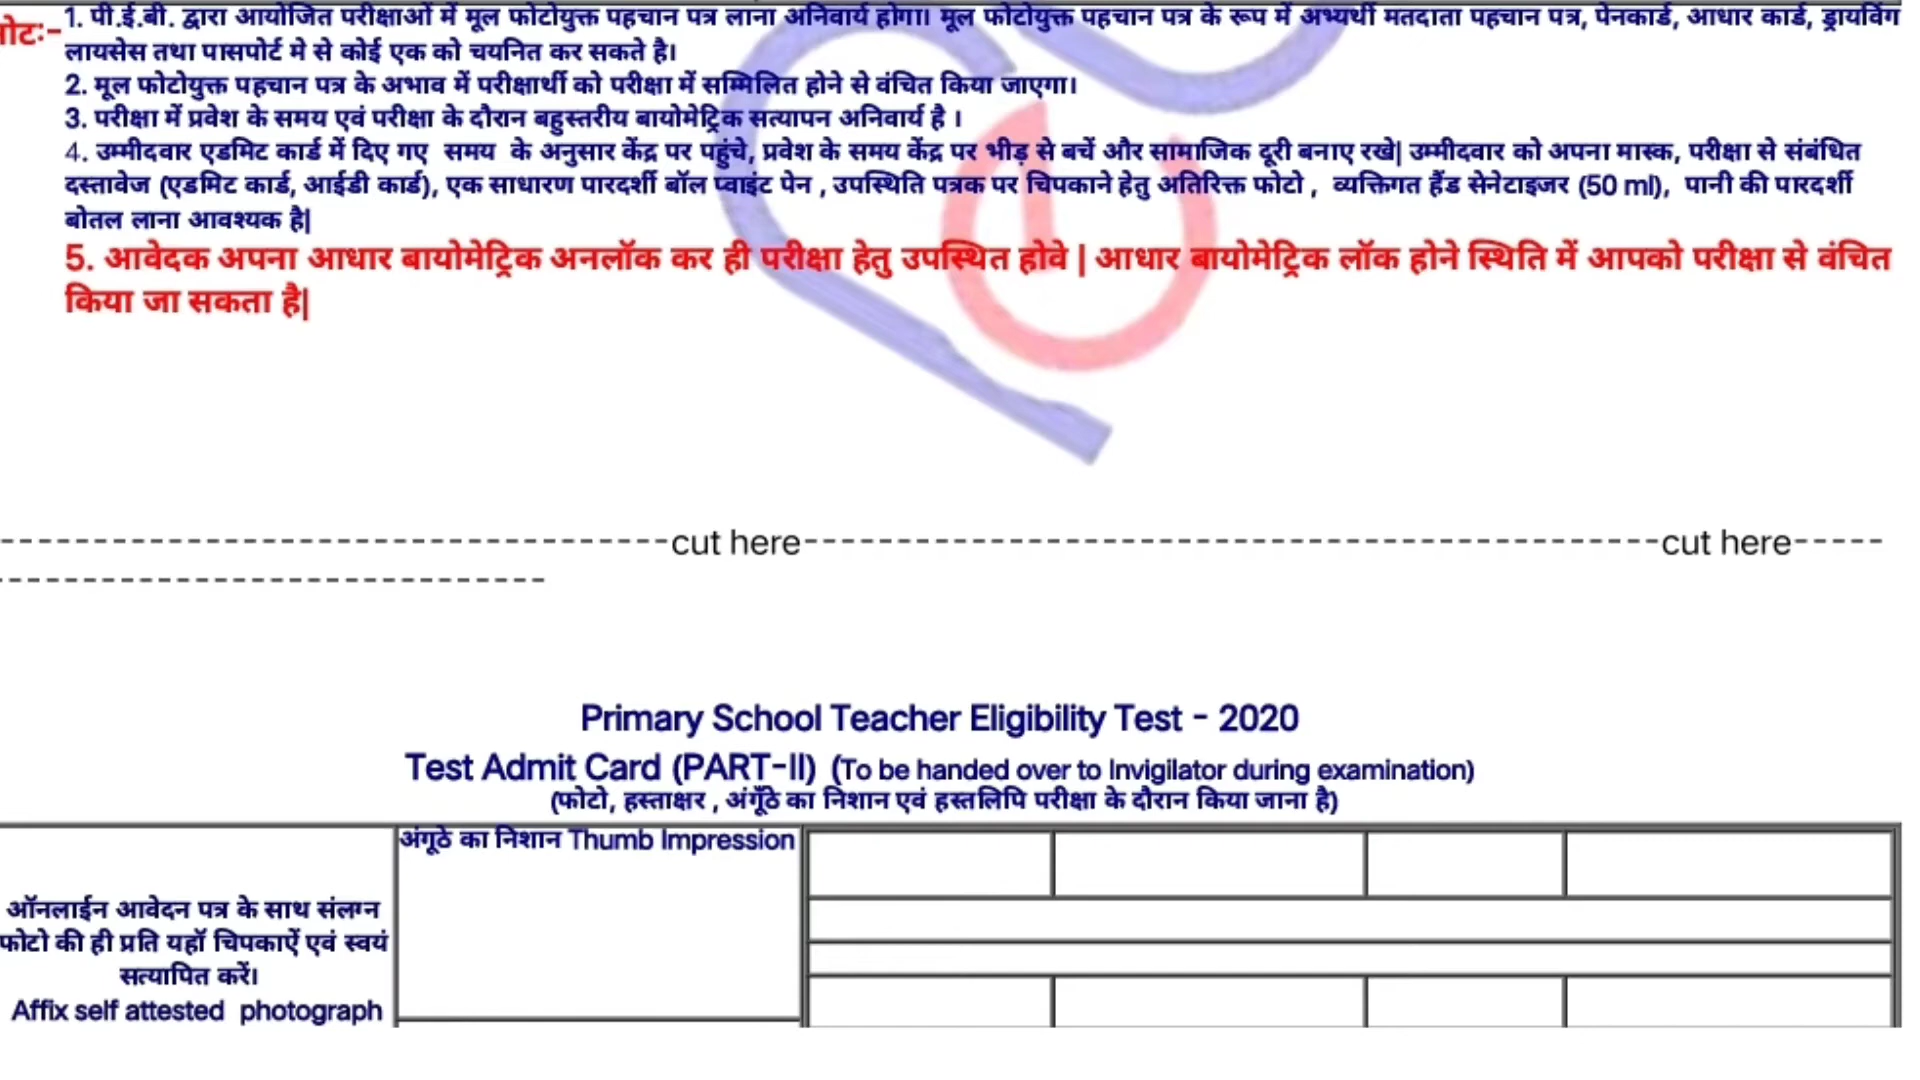 नोटः- 1. पी.ई.बी. द्वारा आयोजित परीक्षाओं में मूल फोटोयुक्त पहचान पत्र लाना अनिवार्य होगा। मूल फोटोयुक्त पहचान पत्र के रूप में अभ्यर्थी मतदाता पहचान पत्र, पेनकार्ड, आधार कार्ड, ड्रायविंग
लायसेंस तथा पासपोर्ट मे से कोई एक को चयनित कर सकते है।
2. मूल फोटोयुक्त पहचान पत्र के अभाव में परीक्षार्थी को परीक्षा में सम्मिलित होने से वंचित किया जाएगा।
3. परीक्षा में प्रवेश के समय एवं परीक्षा के दौरान बहुस्तरीय बायोमेट्रिक सत्यापन अनिवार्य है ।
4. उम्मीदवार एडमिट कार्ड में दिए गए समय के अनुसार केंद्र पर पहुंचे, प्रवेश के समय केंद्र पर भीड़ से बचें और सामाजिक दूरी बनाए रखे| उम्मीदवार को अपना मास्क, परीक्षा से संबंधित
दस्तावेज (एडमिट कार्ड, आईडी कार्ड), एक साधारण पारदर्शी बॉल प्वाइंट पेन , उपस्थिति पत्रक पर चिपकाने हेतु अतिरिक्त फोटो , व्यक्तिगत हैंड सेनेटाइजर (50 ml), पानी की पारदर्शी
बोतल लाना आवश्यक है|
5. आवेदक अपना आधार बायोमेट्रिक अनलॉक कर ही परीक्षा हेतु उपस्थित होवे | आधार बायोमेट्रिक लॉक होने स्थिति में आपको परीक्षा से वंचित
किया जा सकता है|
---------------------------------cut here------------------------------------------cut here-----
---------------------------
Primary School Teacher Eligibility Test - 2020
Test Admit Card (PART-II) (To be handed over to Invigilator during examination)
(फोटो, हस्ताक्षर , अंगूँठे का निशान एवं हस्तलिपि परीक्षा के दौरान किया जाना है)
अंगूठे का निशान Thumb Impression
ऑनलाईन आवेदन पत्र के साथ संलग्न
फोटो की ही प्रति यहॉ चिपकाऐं एवं स्वयं
सत्यापित करें।
Affix self attested photograph